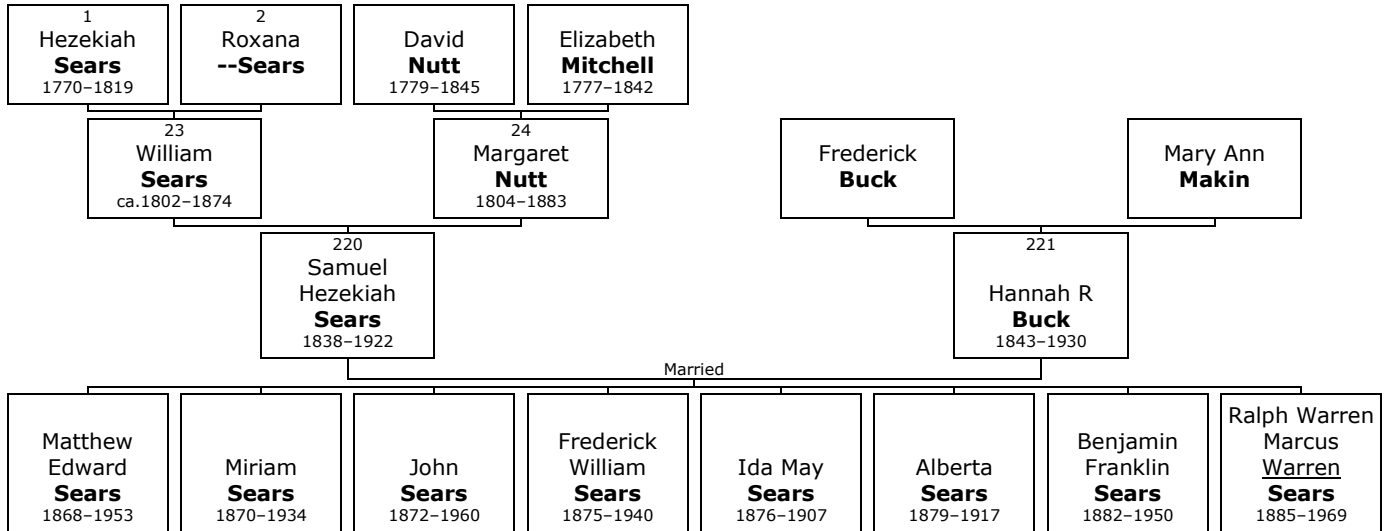 1
Hezekiah
Sears
1770–1819
2
Roxana
--Sears
David
Nutt
1779–1845
Elizabeth
Mitchell
1777–1842
23
William
Sears
ca.1802–1874
24
Margaret
Nutt
1804–1883
Frederick
Buck
Mary Ann
Makin
220
Samuel
Hezekiah
Sears
1838–1922
221
Hannah R
Buck
1843–1930
Married
Matthew
Edward
Sears
1868–1953
Miriam
Sears
1870–1934
John
Sears
1872–1960
Frederick
William
Sears
1875–1940
Ida May
Sears
1876–1907
Alberta
Sears
1879–1917
Benjamin
Franklin
Sears
1882–1950
Ralph Warren
Marcus
Warren
Sears
1885–1969